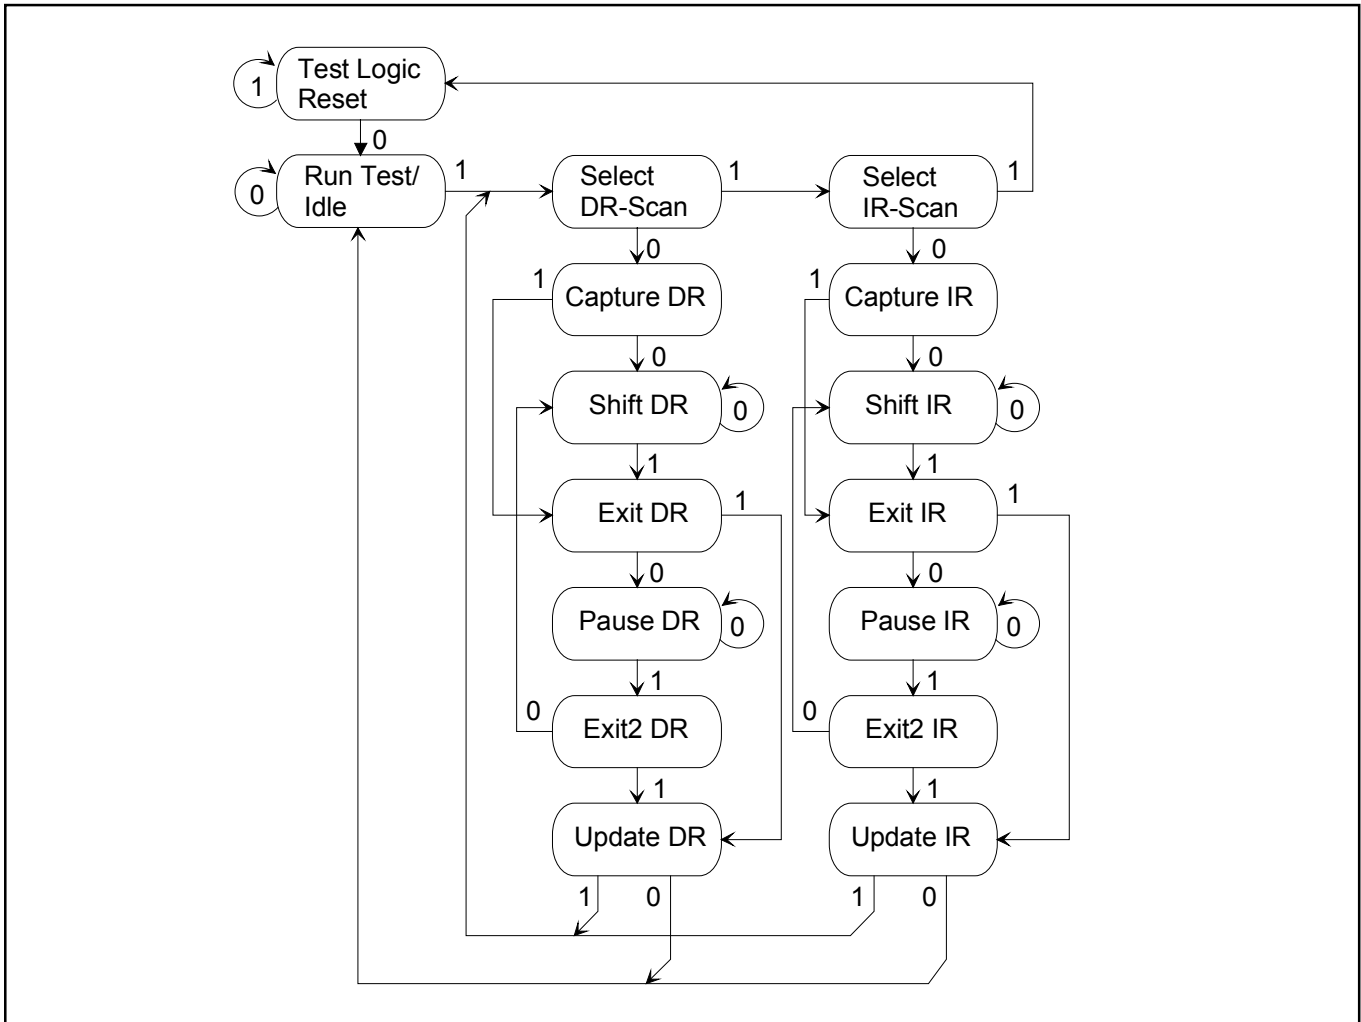 Test Logic
Reset
1
0
Run Test/
Idle
0
1
Select
DR-Scan
1
Select
IR-Scan
1
0
0
1
Capture DR
1
Capture IR
0
0
Shift DR
0
Shift IR
0
1
1
Exit DR
1
Exit IR
1
0
0
Pause DR
0
Pause IR
0
1
1
0
Exit2 DR
0
Exit2 IR
1
1
Update DR
Update IR
1
0
1
0